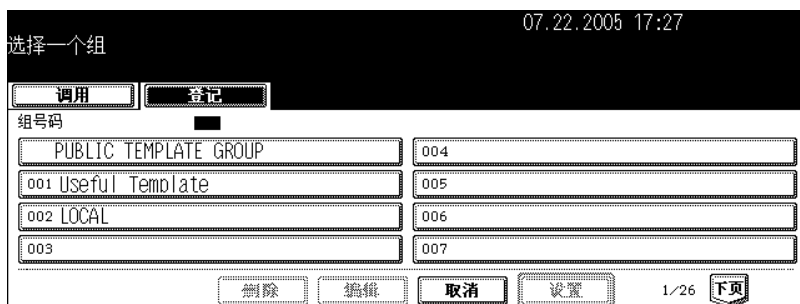 07.22.2005 17:27
选择一个组
调用 登记
组号码
PUBLIC TEMPLATE GROUP 004
001 Useful Template 005
002 LOCAL 006
003 007
删除 编辑 取消 设置 1/26 下页